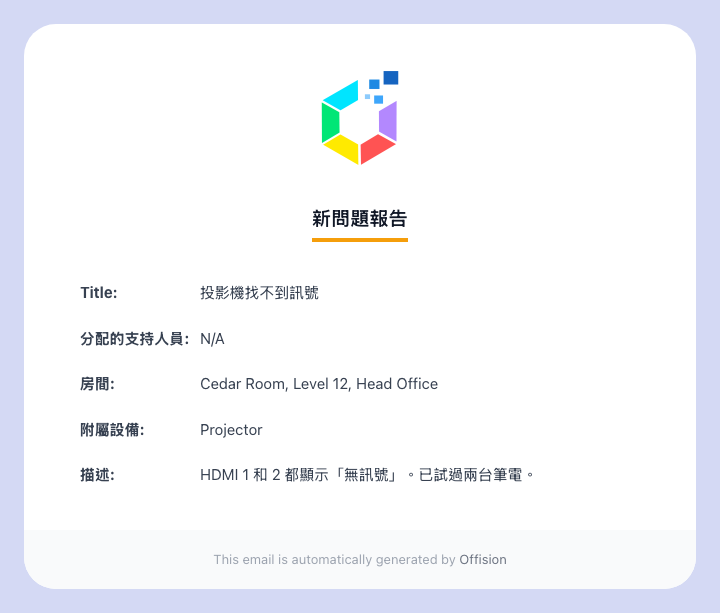 新問題報告
Title: 投影機找不到訊號
分配的支持人員: N/A
房間: Cedar Room, Level 12, Head Office
附屬設備: Projector
描述: HDMI 1 和 2 都顯示「無訊號」。已試過兩台筆電。
This email is automatically generated by Offision